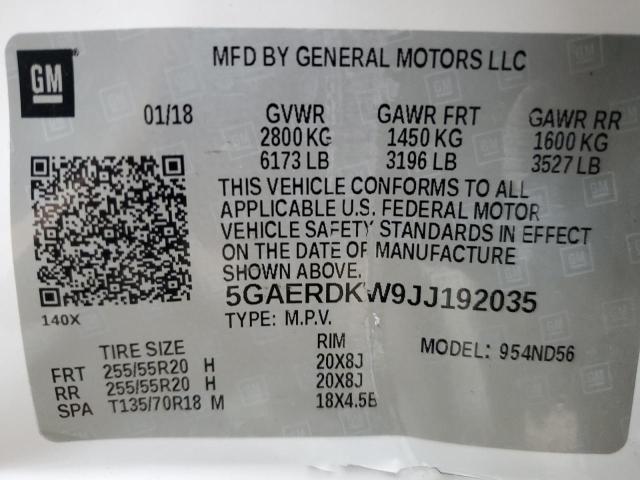 GM
MFD BY GENERAL MOTORS LLC
01/18 GVWR GAWR FRT GAWR RR
2800 KG 1450 KG 1600 KG
6173 LB 3196 LB 3527 LB
THIS VEHICLE CONFORMS TO ALL
APPLICABLE U.S. FEDERAL MOTOR
VEHICLE SAFETY STANDARDS IN EFFECT
ON THE DATE OF MANUFACTURE
SHOWN ABOVE.
140X
5GAERDKW9JJ192035
TYPE: M.P.V.
TIRE SIZE RIM MODEL: 954ND56
FRT 255/55R20 H 20X8J
RR 255/55R20 H 20X8J
SPA T135/70R18 M 18X4.5B